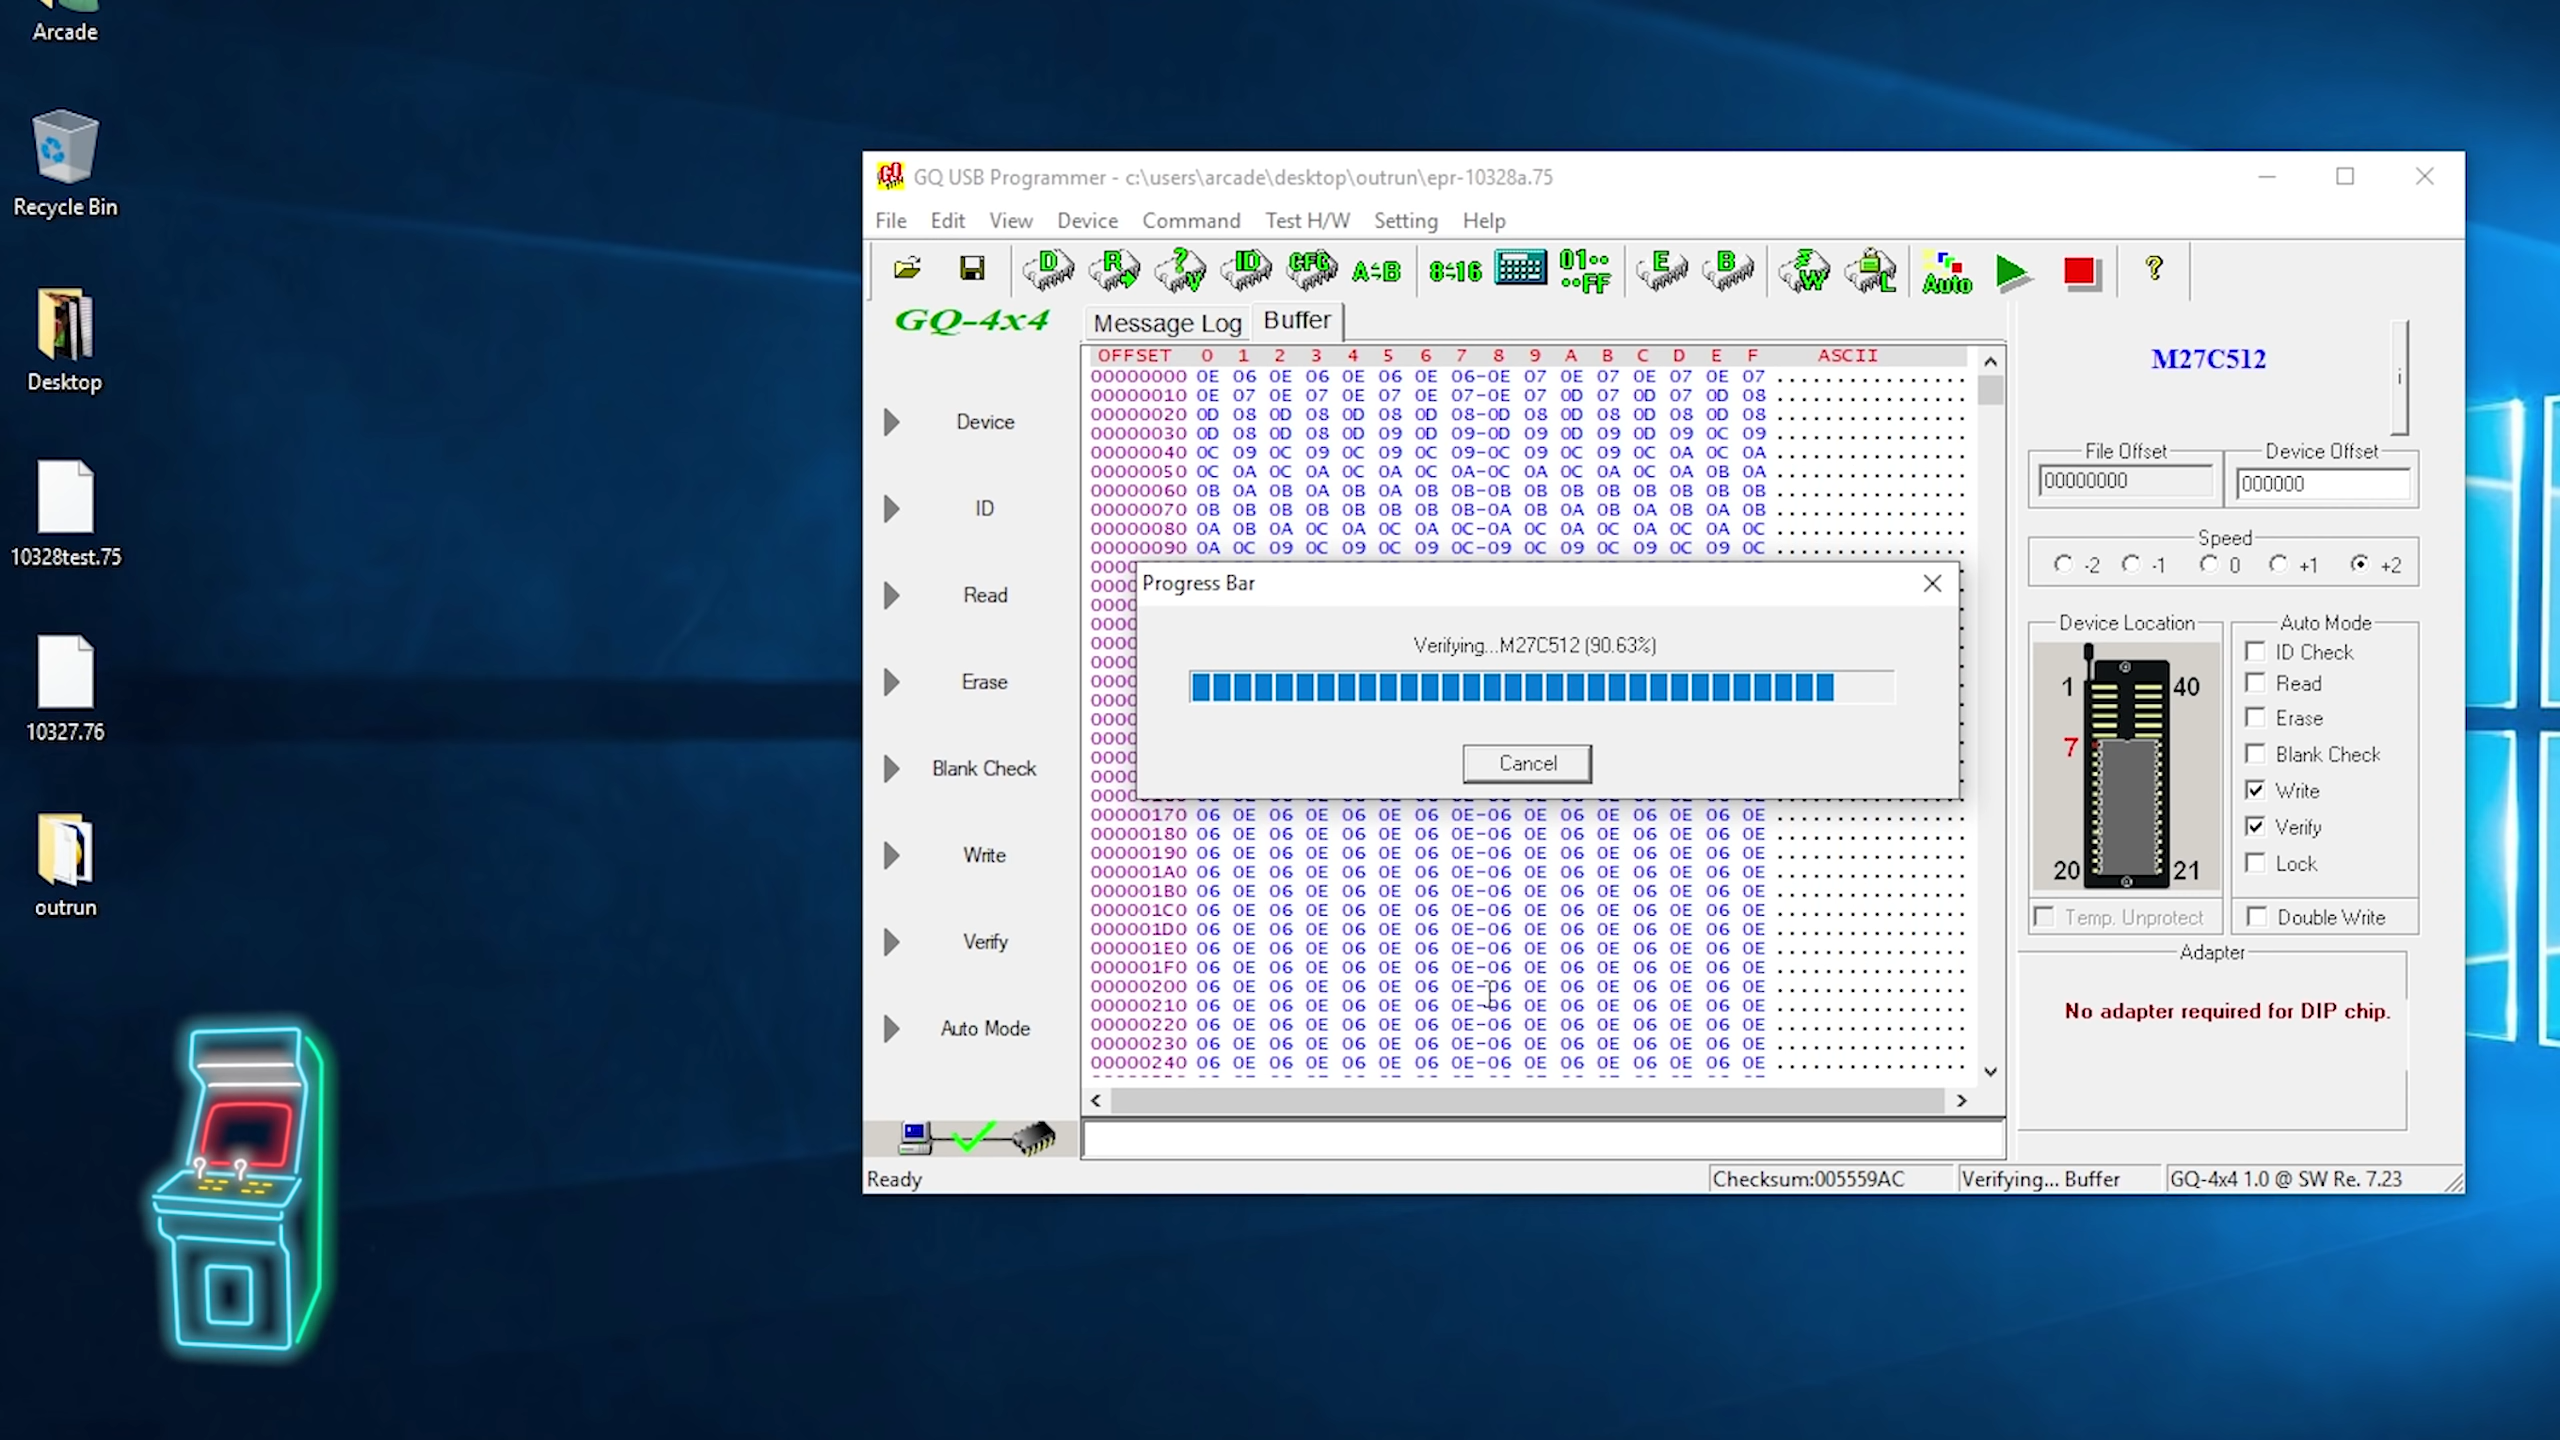 Arcade
Recycle Bin
Desktop
10328test.75
10327.76
outrun
GQ USB Programmer - c:\users\arcade\desktop\outrun\epr-10328a.75
File Edit View Device Command Test H/W Setting Help
D R ? V ID CFG A B 8 16 01 FF E B W L Auto ?
GQ-4x4
Device
ID
Read
Erase
Blank Check
Write
Verify
Auto Mode
Message Log Buffer
OFFSET 0 1 2 3 4 5 6 7 8 9 A B C D E F ASCII
00000000 0E 06 0E 06 0E 06 0E 06-0E 07 0E 07 0E 07 0E 07 ................
00000010 0E 07 0E 07 0E 07 0E 07-0E 07 0D 07 0D 07 0D 08 ................
00000020 0D 08 0D 08 0D 08 0D 08-0D 08 0D 08 0D 08 0D 08 ................
00000030 0D 08 0D 08 0D 09 0D 09-0D 09 0D 09 0D 09 0C 09 ................
00000040 0C 09 0C 09 0C 09 0C 09-0C 09 0C 09 0C 0A 0C 0A ................
00000050 0C 0A 0C 0A 0C 0A 0C 0A-0C 0A 0C 0A 0C 0A 0B 0A ................
00000060 0B 0A 0B 0A 0B 0A 0B 0B-0B 0B 0B 0B 0B 0B 0B 0B ................
00000070 0B 0B 0B 0B 0B 0B 0B 0B-0A 0B 0A 0B 0A 0B 0A 0B ................
00000080 0A 0B 0A 0C 0A 0C 0A 0C-0A 0C 0A 0C 0A 0C 0A 0C ................
00000090 0A 0C 09 0C 09 0C 09 0C-09 0C 09 0C 09 0C 09 0C ................
Progress Bar
Verifying...M27C512 (90.63%)
Cancel
00000170 06 0E 06 0E 06 0E 06 0E-06 0E 06 0E 06 0E 06 0E ................
00000180 06 0E 06 0E 06 0E 06 0E-06 0E 06 0E 06 0E 06 0E ................
00000190 06 0E 06 0E 06 0E 06 0E-06 0E 06 0E 06 0E 06 0E ................
000001A0 06 0E 06 0E 06 0E 06 0E-06 0E 06 0E 06 0E 06 0E ................
000001B0 06 0E 06 0E 06 0E 06 0E-06 0E 06 0E 06 0E 06 0E ................
000001C0 06 0E 06 0E 06 0E 06 0E-06 0E 06 0E 06 0E 06 0E ................
000001D0 06 0E 06 0E 06 0E 06 0E-06 0E 06 0E 06 0E 06 0E ................
000001E0 06 0E 06 0E 06 0E 06 0E-06 0E 06 0E 06 0E 06 0E ................
000001F0 06 0E 06 0E 06 0E 06 0E-06 0E 06 0E 06 0E 06 0E ................
00000200 06 0E 06 0E 06 0E 06 0E-06 0E 06 0E 06 0E 06 0E ................
00000210 06 0E 06 0E 06 0E 06 0E-06 0E 06 0E 06 0E 06 0E ................
00000220 06 0E 06 0E 06 0E 06 0E-06 0E 06 0E 06 0E 06 0E ................
00000230 06 0E 06 0E 06 0E 06 0E-06 0E 06 0E 06 0E 06 0E ................
00000240 06 0E 06 0E 06 0E 06 0E-06 0E 06 0E 06 0E 06 0E ................
M27C512
i
File Offset Device Offset
00000000 000000
Speed
-2 -1 0 +1 +2
Device Location
1 40
7
20 21
Temp. Unprotect
Auto Mode
ID Check
Read
Erase
Blank Check
Write
Verify
Lock
Double Write
Adapter
No adapter required for DIP chip.
Ready Checksum:005559AC Verifying... Buffer GQ-4x4 1.0 @ SW Re. 7.23